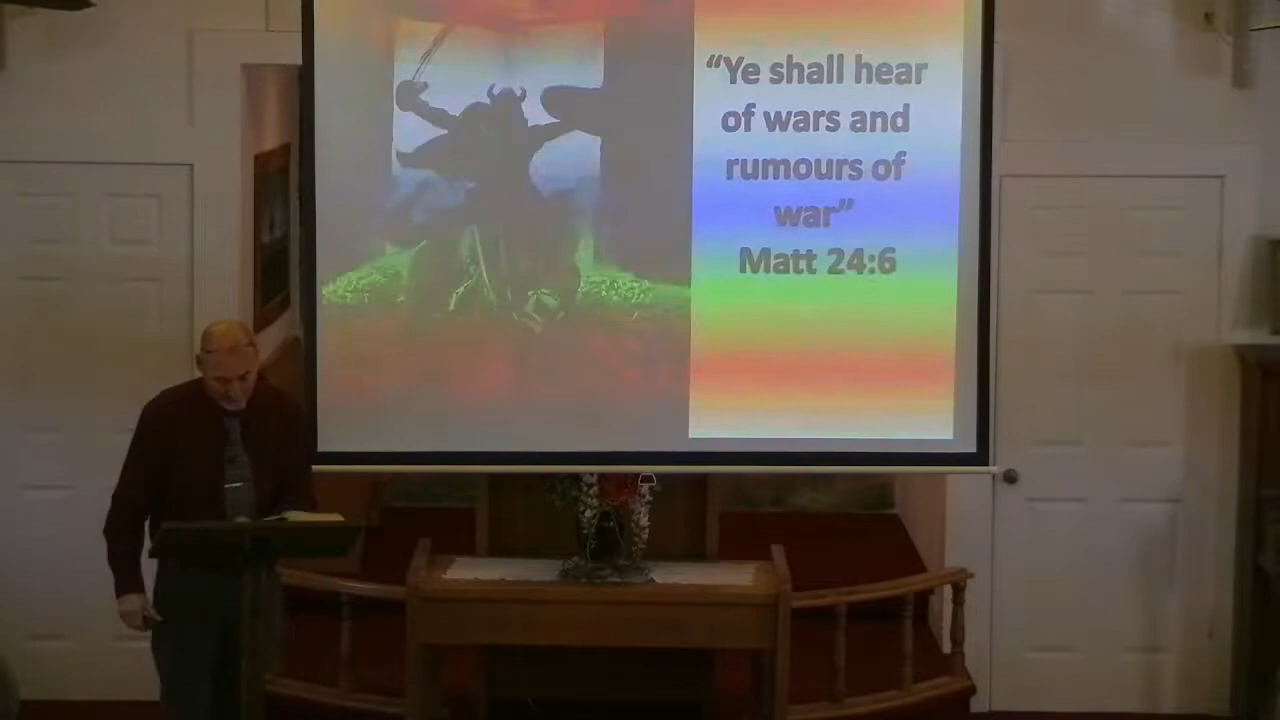 “Ye shall hear
of wars and
rumours of
war”
Matt 24:6